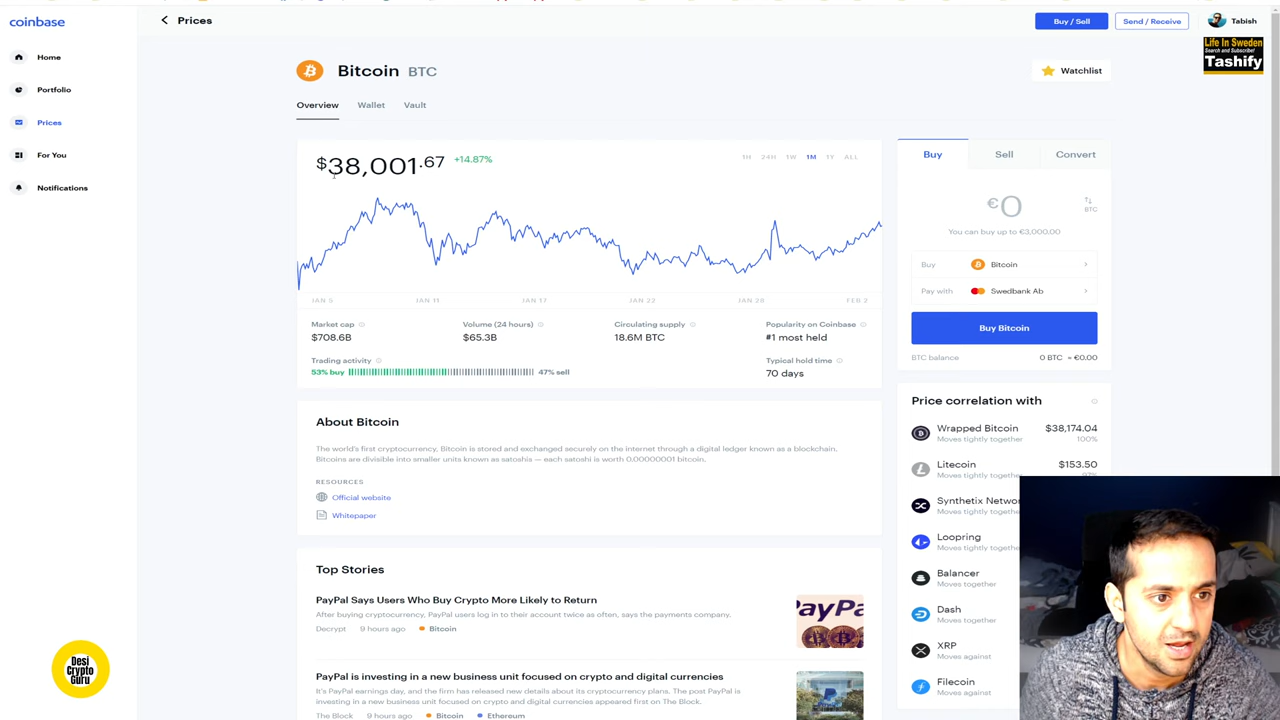 coinbase
Prices
Buy / Sell
Send / Receive
Tabish
Life In Sweden
Search and Subscribe!
Tashify
Home
Portfolio
Prices
For You
Notifications
Bitcoin BTC
Watchlist
Overview
Wallet
Vault
$38,001.67 +14.87%
1H 24H 1W 1M 1Y ALL
JAN 5 JAN 11 JAN 17 JAN 22 JAN 28 FEB 2
Market cap
$708.6B
Volume (24 hours)
$65.3B
Circulating supply
18.6M BTC
Popularity on Coinbase
#1 most held
Trading activity
53% buy 47% sell
Typical hold time
70 days
Buy Sell Convert
€0
BTC
You can buy up to €3,000.00
Buy Bitcoin
Pay with Swedbank Ab
Buy Bitcoin
BTC balance 0 BTC ≈ €0.00
About Bitcoin
The world's first cryptocurrency, Bitcoin is stored and exchanged securely on the internet through a digital ledger known as a blockchain.
Bitcoins are divisible into smaller units known as satoshis — each satoshi is worth 0.00000001 bitcoin.
RESOURCES
Official website
Whitepaper
Price correlation with
Wrapped Bitcoin $38,174.04
Moves tightly together 100%
Litecoin $153.50
Moves tightly together
Synthetix Networ
Moves tightly togethe
Loopring
Moves tightly togethe
Balancer
Moves together
Dash
Moves together
XRP
Moves against
Filecoin
Moves against
Top Stories
PayPal Says Users Who Buy Crypto More Likely to Return
After buying cryptocurrency, PayPal users log in to their account twice as often, says the payments company.
Decrypt 9 hours ago Bitcoin
PayPa
PayPal is investing in a new business unit focused on crypto and digital currencies
It's PayPal earnings day, and the firm has released new details about its cryptocurrency plans. The post PayPal is
investing in a new business unit focused on crypto and digital currencies appeared first on The Block.
The Block 9 hours ago Bitcoin Ethereum
Desi
Crypto
Guru